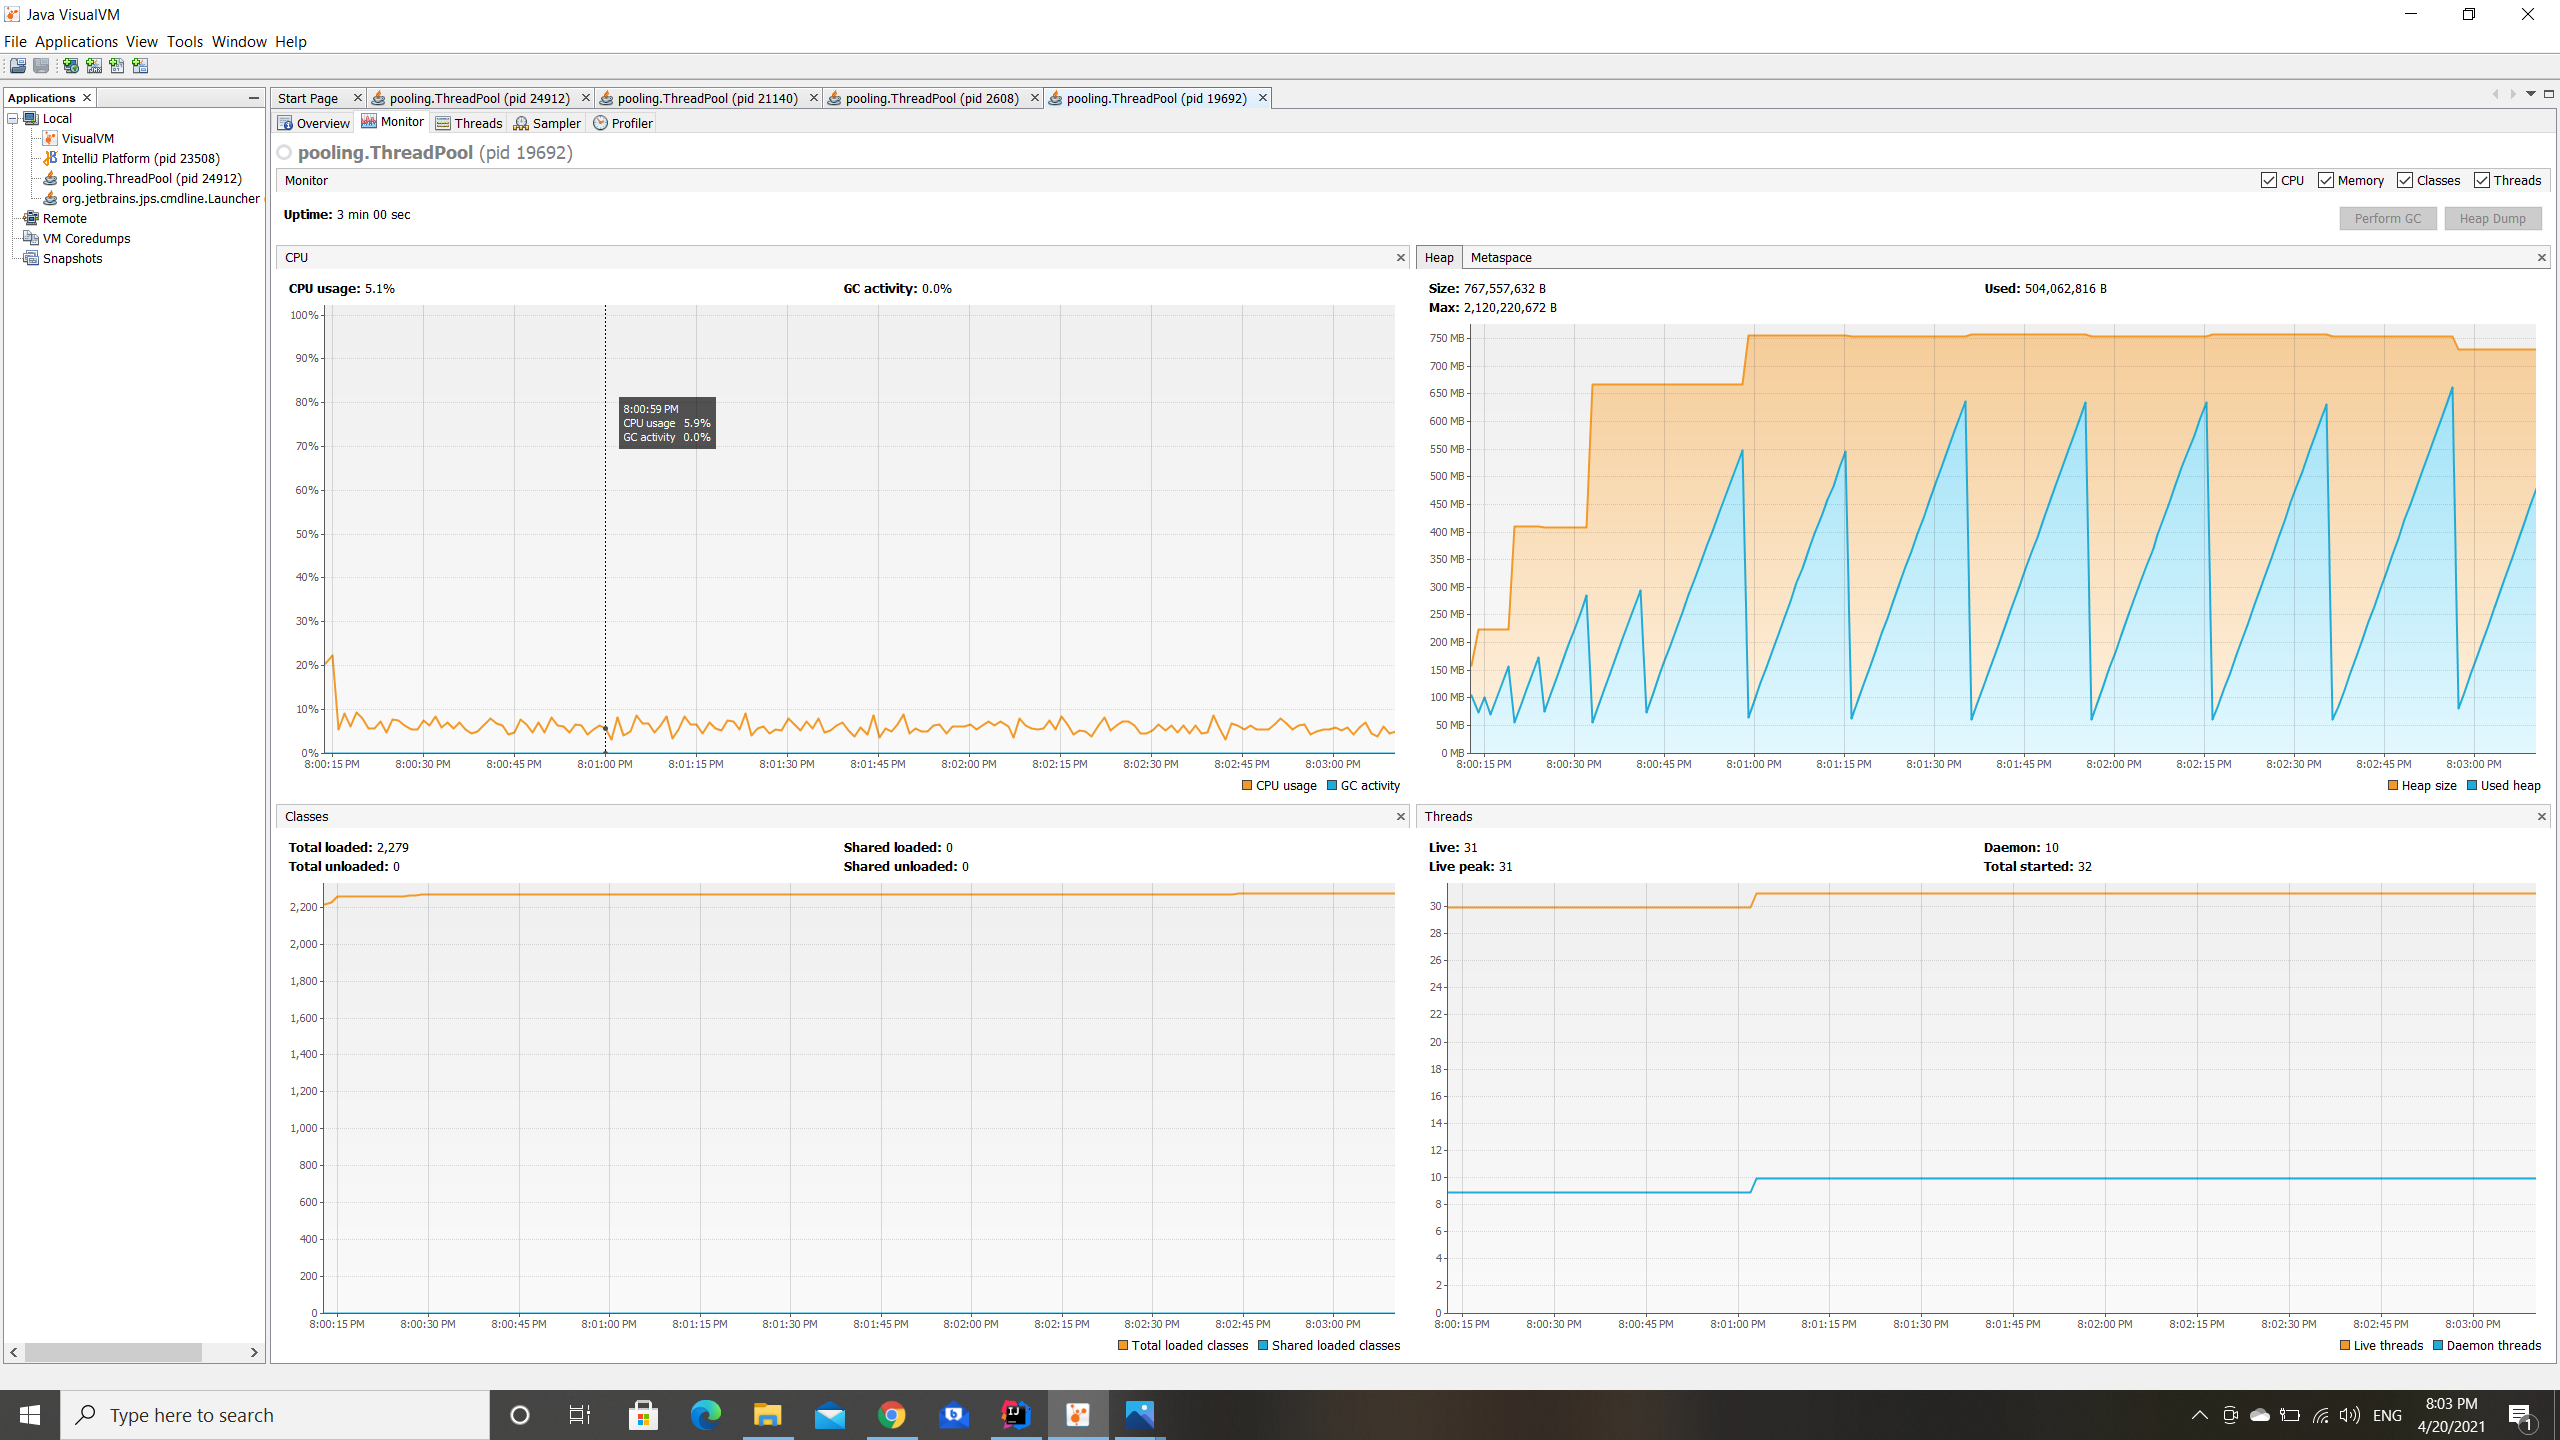 Java VisualVM
File Applications View Tools Window Help
Applications
Start Page
pooling.ThreadPool (pid 24912)
pooling.ThreadPool (pid 21140)
pooling.ThreadPool (pid 2608)
pooling.ThreadPool (pid 19692)
Local
VisualVM
IntelliJ Platform (pid 23508)
pooling.ThreadPool (pid 24912)
org.jetbrains.jps.cmdline.Launcher
Remote
VM Coredumps
Snapshots
Overview Monitor Threads Sampler Profiler
pooling.ThreadPool (pid 19692)
Monitor
CPU Memory Classes Threads
Uptime: 3 min 00 sec
Perform GC Heap Dump
CPU
CPU usage: 5.1% GC activity: 0.0%
100%
90%
80%
70%
60%
50%
40%
30%
20%
10%
0%
8:00:59 PM
CPU usage 5.9%
GC activity 0.0%
8:00:15 PM 8:00:30 PM 8:00:45 PM 8:01:00 PM 8:01:15 PM 8:01:30 PM 8:01:45 PM 8:02:00 PM 8:02:15 PM 8:02:30 PM 8:02:45 PM 8:03:00 PM
CPU usage GC activity
Heap Metaspace
Size: 767,557,632 B Used: 504,062,816 B
Max: 2,120,220,672 B
750 MB
700 MB
650 MB
600 MB
550 MB
500 MB
450 MB
400 MB
350 MB
300 MB
250 MB
200 MB
150 MB
100 MB
50 MB
0 MB
8:00:15 PM 8:00:30 PM 8:00:45 PM 8:01:00 PM 8:01:15 PM 8:01:30 PM 8:01:45 PM 8:02:00 PM 8:02:15 PM 8:02:30 PM 8:02:45 PM 8:03:00 PM
Heap size Used heap
Classes
Total loaded: 2,279 Shared loaded: 0
Total unloaded: 0 Shared unloaded: 0
2,200
2,000
1,800
1,600
1,400
1,200
1,000
800
600
400
200
0
8:00:15 PM 8:00:30 PM 8:00:45 PM 8:01:00 PM 8:01:15 PM 8:01:30 PM 8:01:45 PM 8:02:00 PM 8:02:15 PM 8:02:30 PM 8:02:45 PM 8:03:00 PM
Total loaded classes Shared loaded classes
Threads
Live: 31 Daemon: 10
Live peak: 31 Total started: 32
30
28
26
24
22
20
18
16
14
12
10
8
6
4
2
0
8:00:15 PM 8:00:30 PM 8:00:45 PM 8:01:00 PM 8:01:15 PM 8:01:30 PM 8:01:45 PM 8:02:00 PM 8:02:15 PM 8:02:30 PM 8:02:45 PM 8:03:00 PM
Live threads Daemon threads
Type here to search
IJ
ENG
8:03 PM
4/20/2021
1